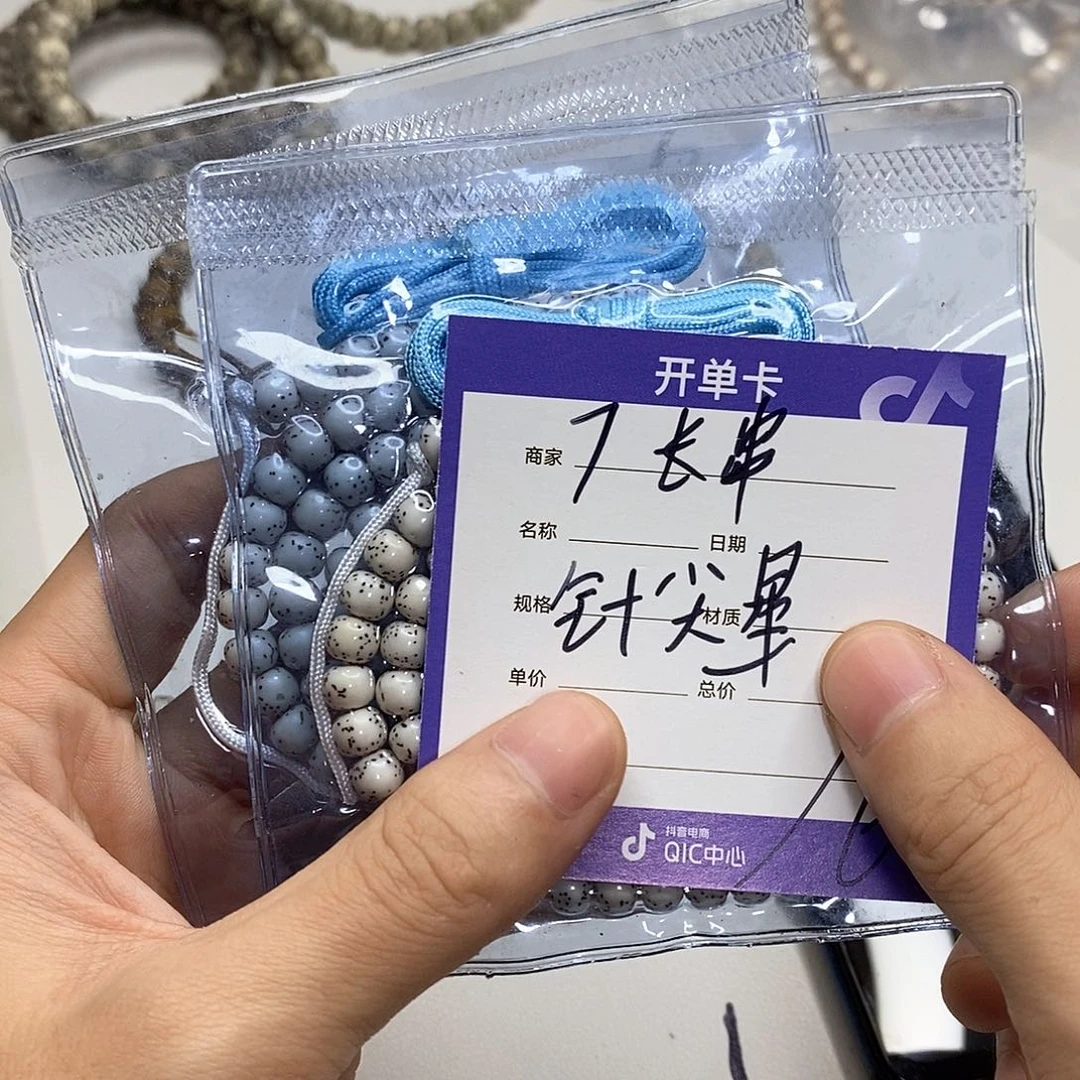 开单卡
商家 7长串
名称 日期
规格 针尖 材质
单价 总价
抖音电商
QIC中心